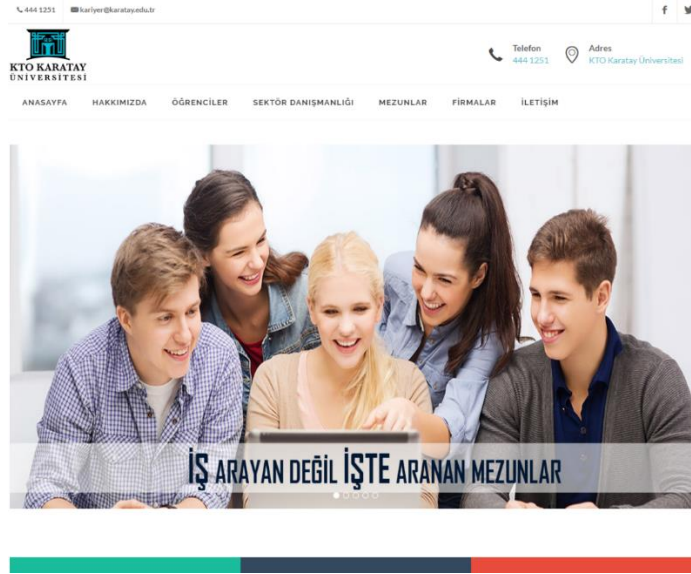 444 1251 kariyer@karatay.edu.tr
KTO KARATAY
ÜNİVERSİTESİ
Telefon
444 1251
Adres
KTO Karatay Üniversitesi
ANASAYFA HAKKIMIZDA ÖĞRENCİLER SEKTÖR DANIŞMANLIĞI MEZUNLAR FİRMALAR İLETİŞİM
İŞ ARAYAN DEĞİL İŞTE ARANAN MEZUNLAR